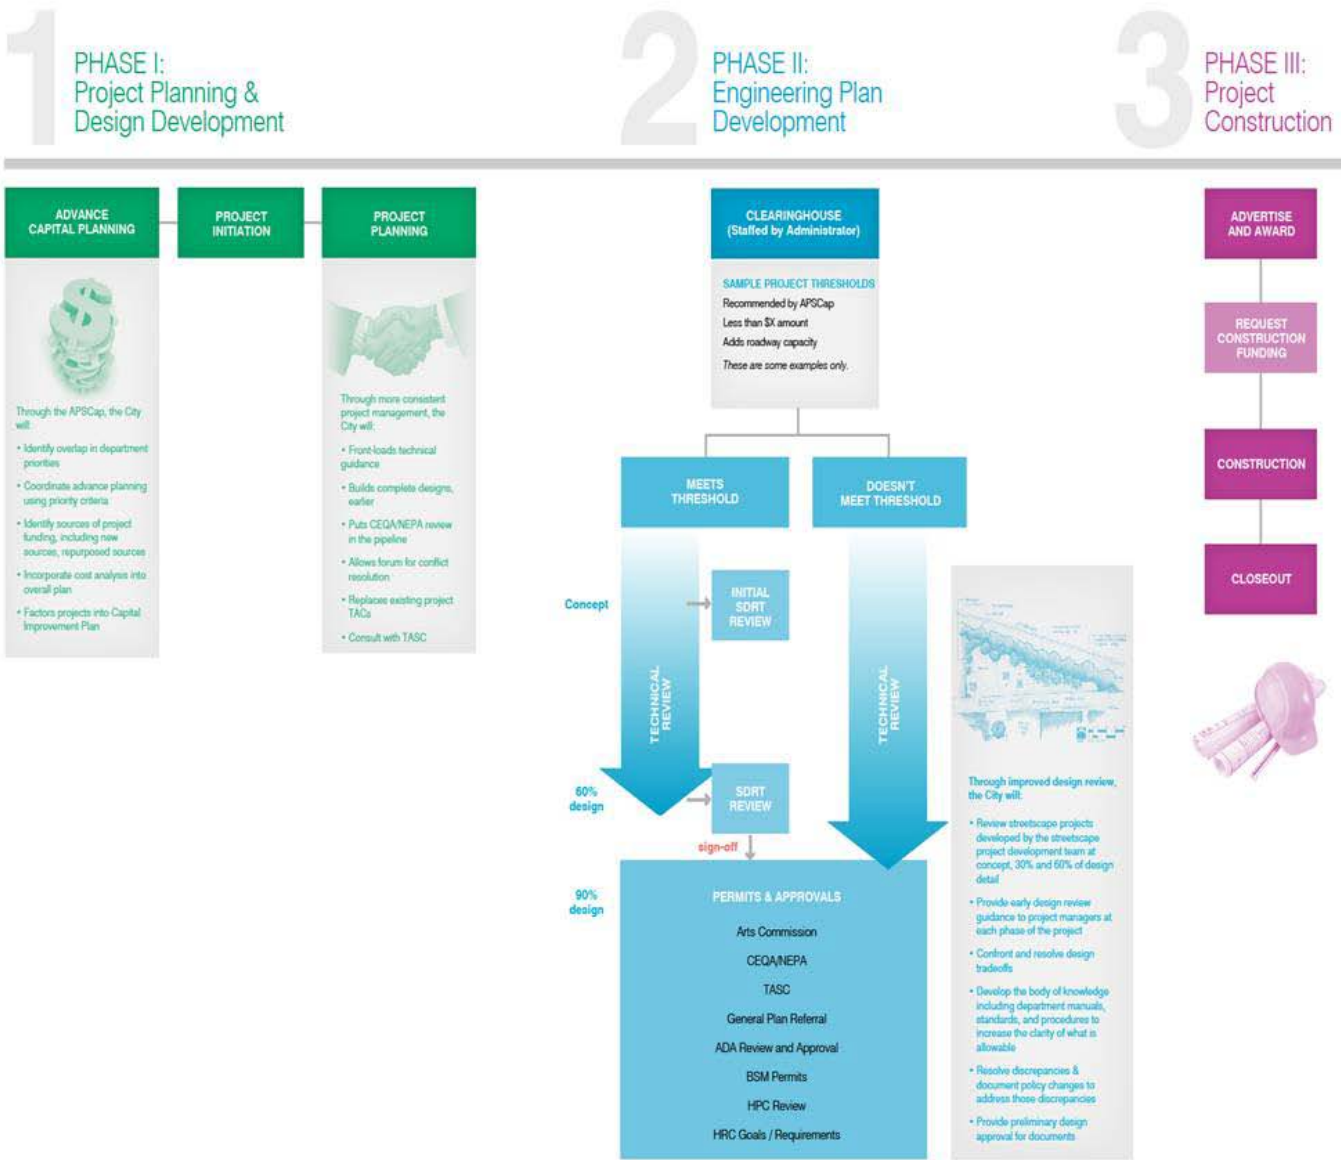 1
PHASE I:
Project Planning &
Design Development
2
PHASE II:
Engineering Plan
Development
3
PHASE III:
Project
Construction
ADVANCE
CAPITAL PLANNING
Through the APSCap, the City
will:
• Identify overlap in department
priorities
• Coordinate advance planning
using priority criteria
• Identify sources of project
funding, including new
sources, repurposed sources
• Incorporate cost analysis into
overall plan
• Factors projects into Capital
Improvement Plan
PROJECT
INITIATION
PROJECT
PLANNING
Through more consistent
project management, the
City will:
• Front-loads technical
guidance
• Builds complete designs,
earlier
• Puts CEQA/NEPA review
in the pipeline
• Allows forum for conflict
resolution
• Replaces existing project
TACs
• Consult with TASC
CLEARINGHOUSE
(Staffed by Administrator)
SAMPLE PROJECT THRESHOLDS
Recommended by APSCap
Less than $X amount
Adds roadway capacity
These are some examples only.
MEETS
THRESHOLD
DOESN'T
MEET THRESHOLD
Concept
INITIAL
SDRT
REVIEW
TECHNICAL
REVIEW
TECHNICAL
REVIEW
60%
design
SDRT
REVIEW
sign-off
90%
design
PERMITS & APPROVALS
Arts Commission
CEQA/NEPA
TASC
General Plan Referral
ADA Review and Approval
BSM Permits
HPC Review
HRC Goals / Requirements
Through improved design review,
the City will:
• Review streetscape projects
developed by the streetscape
project development team at
concept, 30% and 60% of design
detail
• Provide early design review
guidance to project managers at
each phase of the project
• Confront and resolve design
tradeoffs
• Develop the body of knowledge
including department manuals,
standards, and procedures to
increase the clarity of what is
allowable
• Resolve discrepancies &
document policy changes to
address those discrepancies
• Provide preliminary design
approval for documents
ADVERTISE
AND AWARD
REQUEST
CONSTRUCTION
FUNDING
CONSTRUCTION
CLOSEOUT